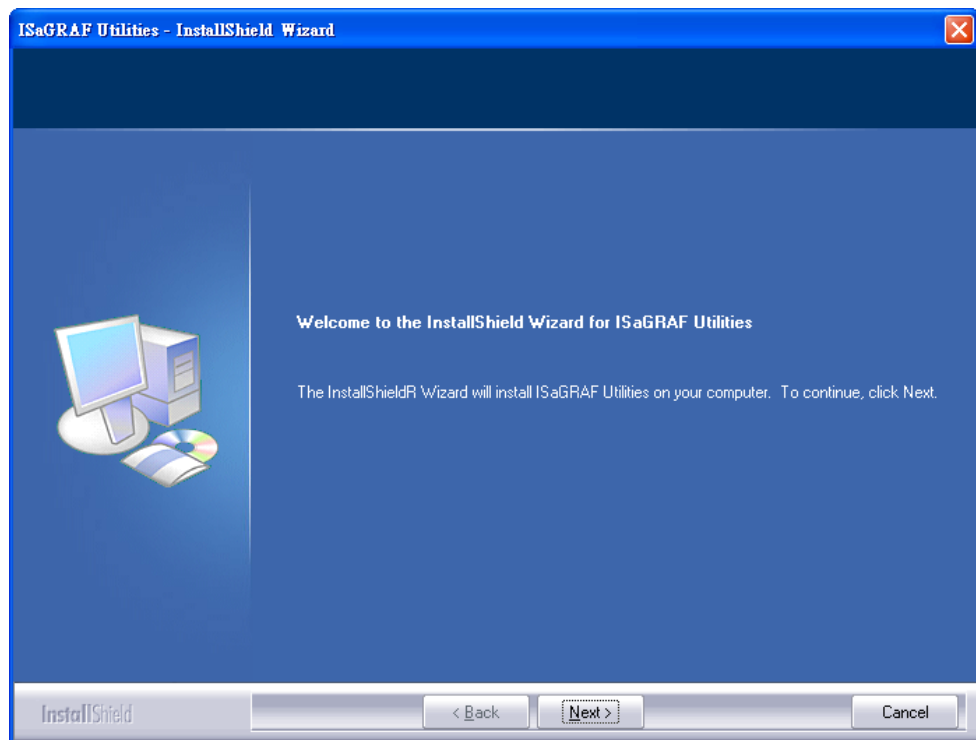 ISaGRAF Utilities - InstallShield Wizard
Welcome to the InstallShield Wizard for ISaGRAF Utilities
The InstallShieldR Wizard will install ISaGRAF Utilities on your computer. To continue, click Next.
InstallShield
< Back
Next >
Cancel